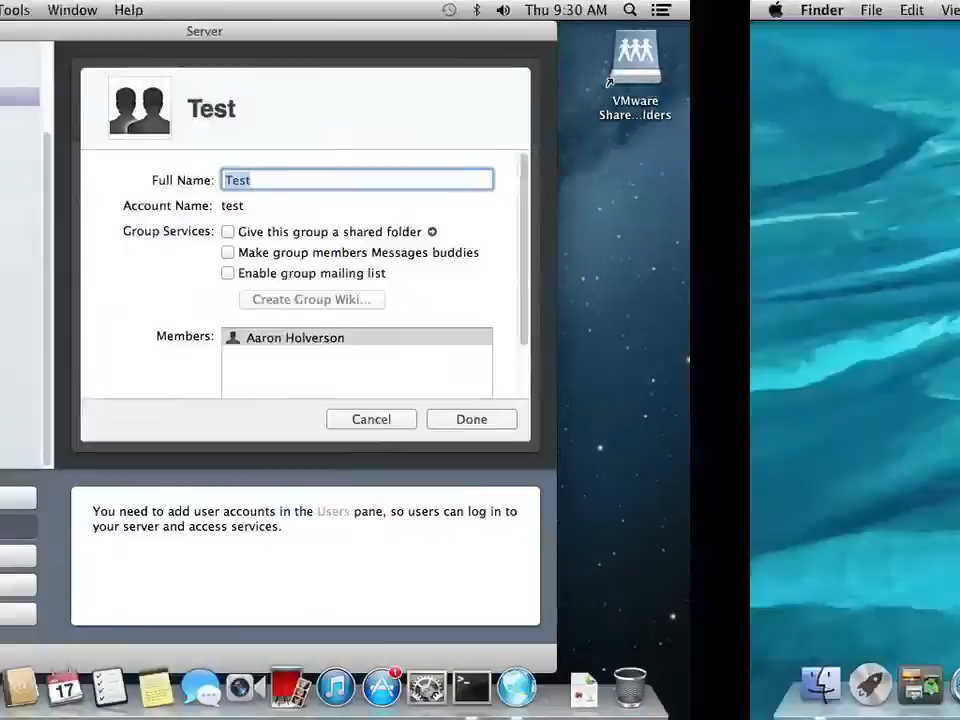 Tools Window Help Thu 9:30 AM
Finder File Edit
Server
Test
Full Name: Test
Account Name: test
Group Services: Give this group a shared folder
Make group members Messages buddies
Enable group mailing list
Create Group Wiki...
Members: Aaron Holverson
Cancel Done
You need to add user accounts in the Users pane, so users can log in to
your server and access services.
VMware
Share...lders
17
1